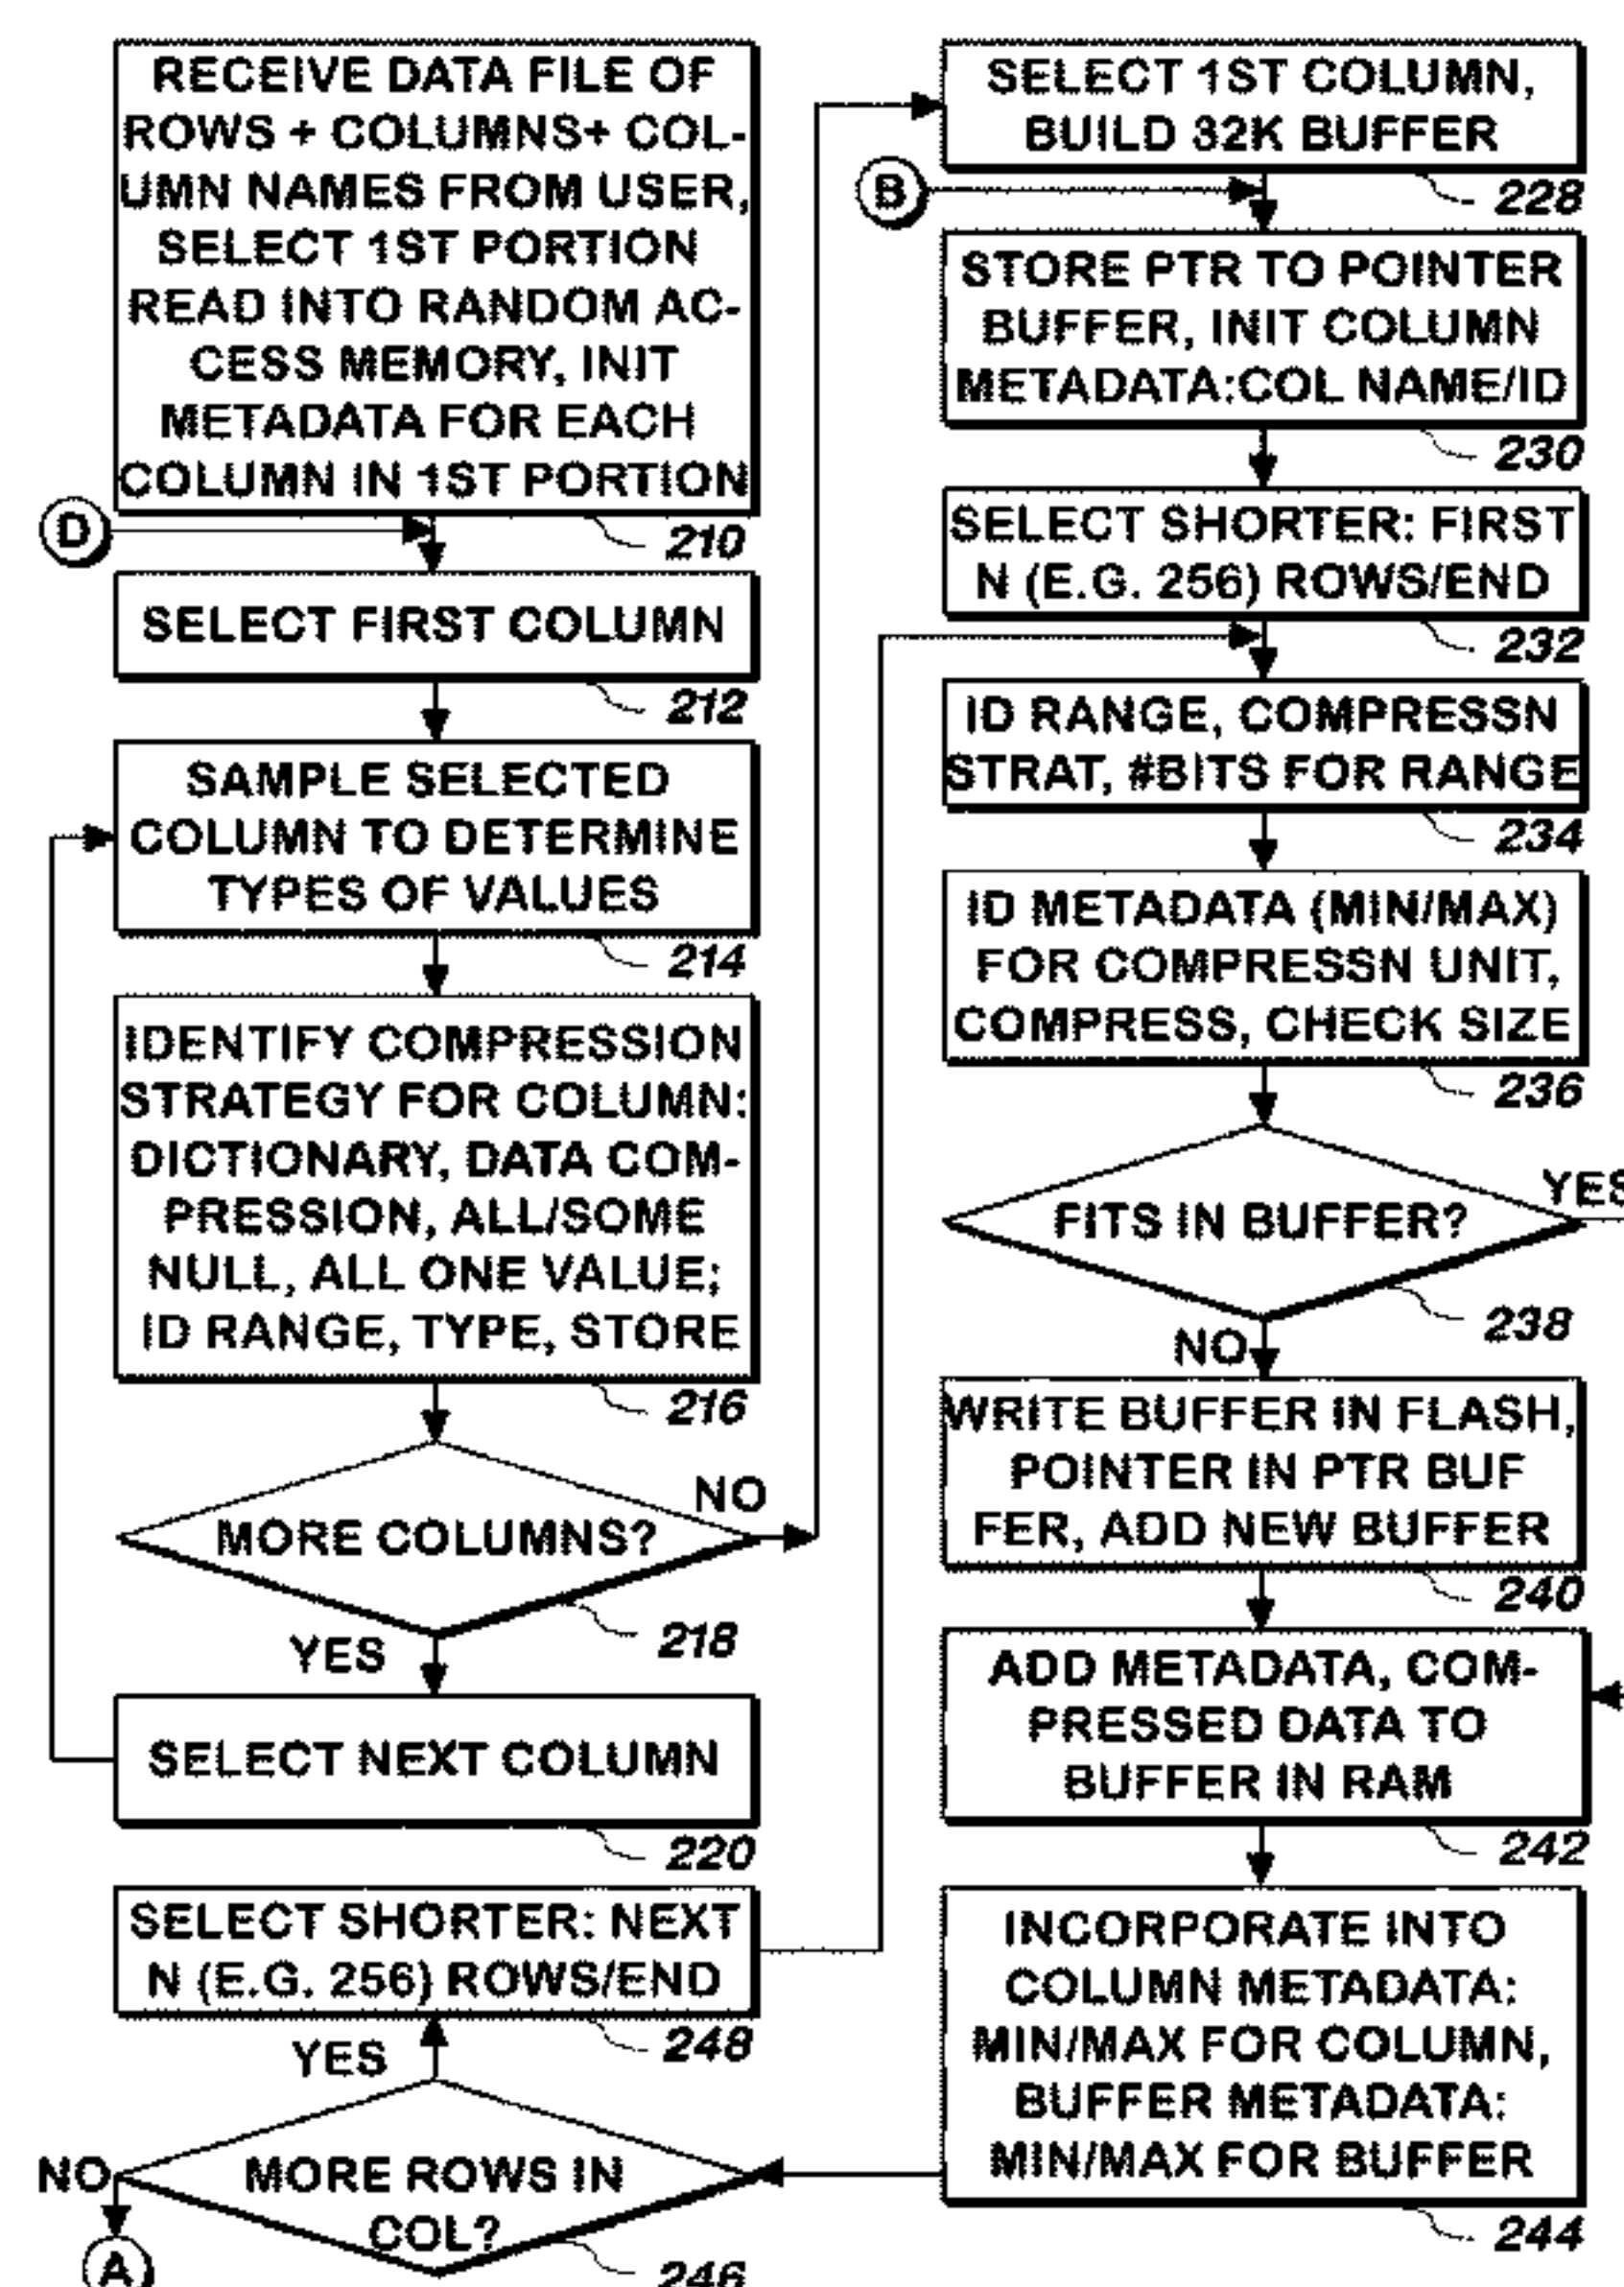 RECEIVE DATA FILE OF
ROWS + COLUMNS+ COL-
UMN NAMES FROM USER,
SELECT 1ST PORTION
READ INTO RANDOM AC-
CESS MEMORY, INIT
METADATA FOR EACH
COLUMN IN 1ST PORTION
D
210
SELECT FIRST COLUMN
212
SAMPLE SELECTED
COLUMN TO DETERMINE
TYPES OF VALUES
214
IDENTIFY COMPRESSION
STRATEGY FOR COLUMN:
DICTIONARY, DATA COM-
PRESSION, ALL/SOME
NULL, ALL ONE VALUE;
ID RANGE, TYPE, STORE
216
NO
MORE COLUMNS?
218
YES
SELECT NEXT COLUMN
220
SELECT SHORTER: NEXT
N (E.G. 256) ROWS/END
248
YES
NO
MORE ROWS IN
COL?
246
A
SELECT 1ST COLUMN,
BUILD 32K BUFFER
B
228
STORE PTR TO POINTER
BUFFER, INIT COLUMN
METADATA:COL NAME/ID
230
SELECT SHORTER: FIRST
N (E.G. 256) ROWS/END
232
ID RANGE, COMPRESSN
STRAT, #BITS FOR RANGE
234
ID METADATA (MIN/MAX)
FOR COMPRESSN UNIT,
COMPRESS, CHECK SIZE
236
YES
FITS IN BUFFER?
238
NO
WRITE BUFFER IN FLASH,
POINTER IN PTR BUF
FER, ADD NEW BUFFER
240
ADD METADATA, COM-
PRESSED DATA TO
BUFFER IN RAM
242
INCORPORATE INTO
COLUMN METADATA:
MIN/MAX FOR COLUMN,
BUFFER METADATA:
MIN/MAX FOR BUFFER
244